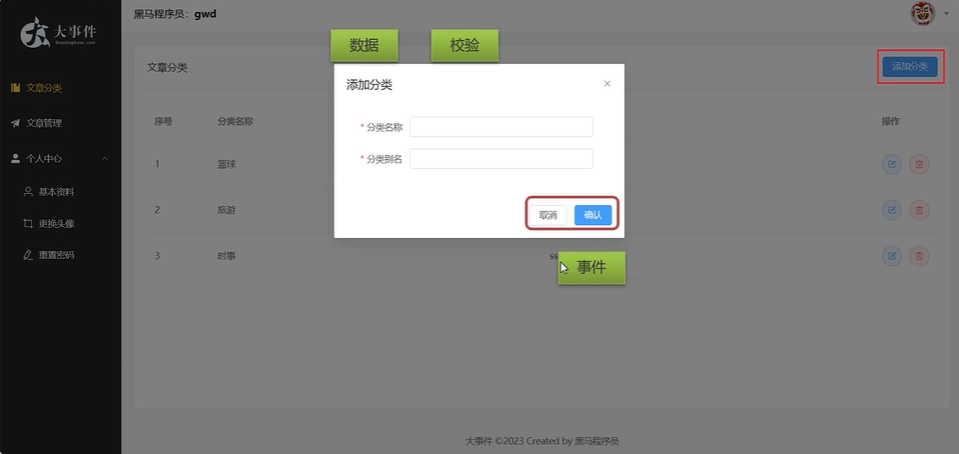 大事件
黑马程序员：gwd
数据
校验
文章分类
添加分类
添加分类
文章分类
序号
分类名称
操作
* 分类名称
文章管理
* 分类别名
个人中心
1
篮球
基本资料
2
旅游
取消
确认
更换头像
重置密码
3
时事
ss
事件
大事件 ©2023 Created by 黑马程序员